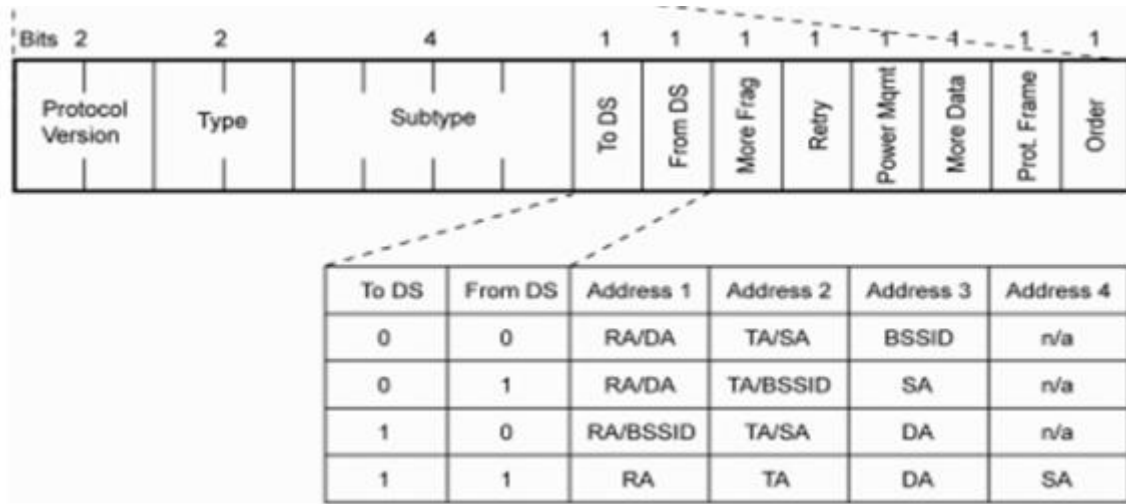 Bits 2 2 4 1 1 1 1 1 4 1 1
Protocol Version
Type
Subtype
To DS
From DS
More Frag
Retry
Power Mqmt
More Data
Prot. Frame
Order
To DS From DS Address 1 Address 2 Address 3 Address 4
0 0 RA/DA TA/SA BSSID n/a
0 1 RA/DA TA/BSSID SA n/a
1 0 RA/BSSID TA/SA DA n/a
1 1 RA TA DA SA